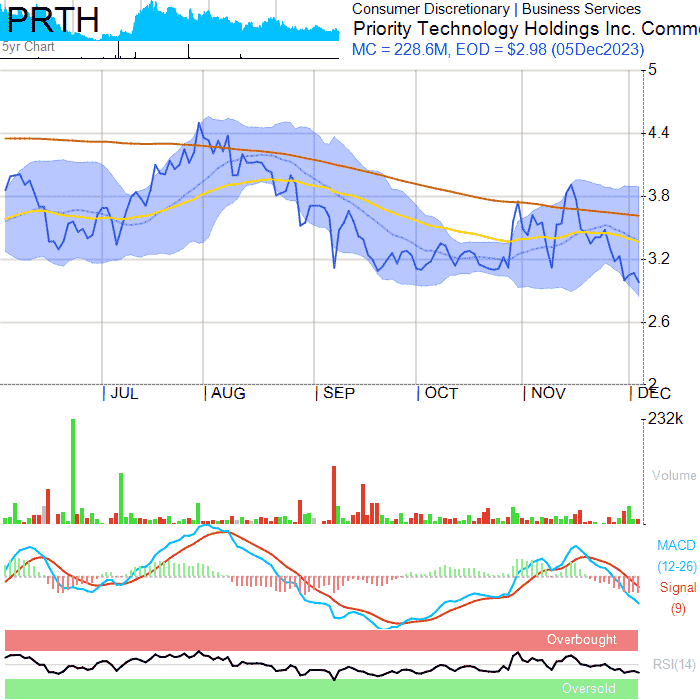 PRTH
5yr Chart
Consumer Discretionary | Business Services
Priority Technology Holdings Inc. Comm
MC = 228.6M, EOD = $2.98 (05Dec2023)
5
4.4
3.8
3.2
2.6
2
JUL
AUG
SEP
OCT
NOV
DEC
232k
Volume
MACD
(12-26)
Signal
(9)
Overbought
RSI(14)
Oversold